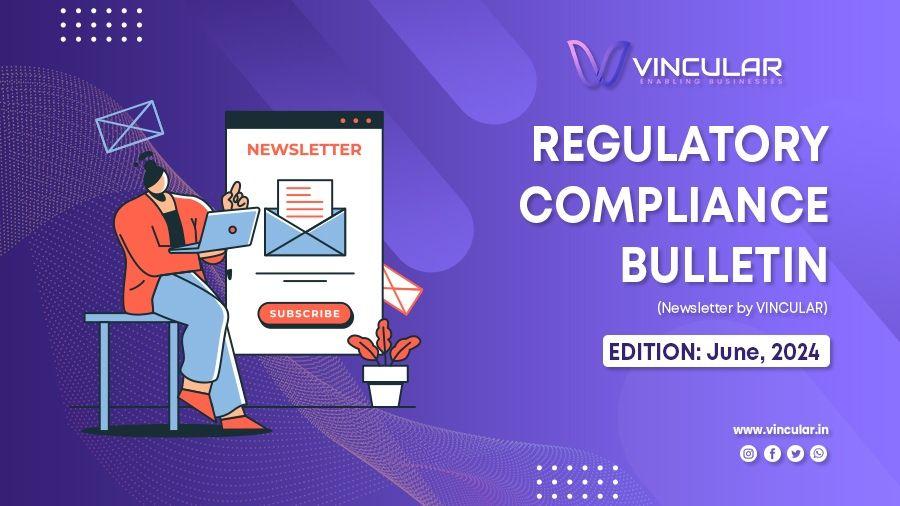 VINCULAR
ENABLING BUSINESSES
REGULATORY
COMPLIANCE
BULLETIN
(Newsletter by VINCULAR)
EDITION: June, 2024
www.vincular.in
NEWSLETTER
SUBSCRIBE